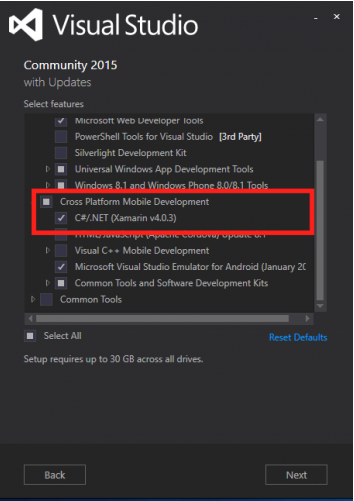 Visual Studio
Community 2015
with Updates
Select features
Microsoft Web Developer Tools
PowerShell Tools for Visual Studio [3rd Party]
Silverlight Development Kit
Universal Windows App Development Tools
Windows 8.1 and Windows Phone 8.0/8.1 Tools
Cross Platform Mobile Development
C#/.NET (Xamarin v4.0.3)
HTML/JavaScript (Apache Cordova) Update 8.1
Visual C++ Mobile Development
Microsoft Visual Studio Emulator for Android (January 20
Common Tools and Software Development Kits
Common Tools
Select All
Reset Defaults
Setup requires up to 30 GB across all drives.
Back
Next